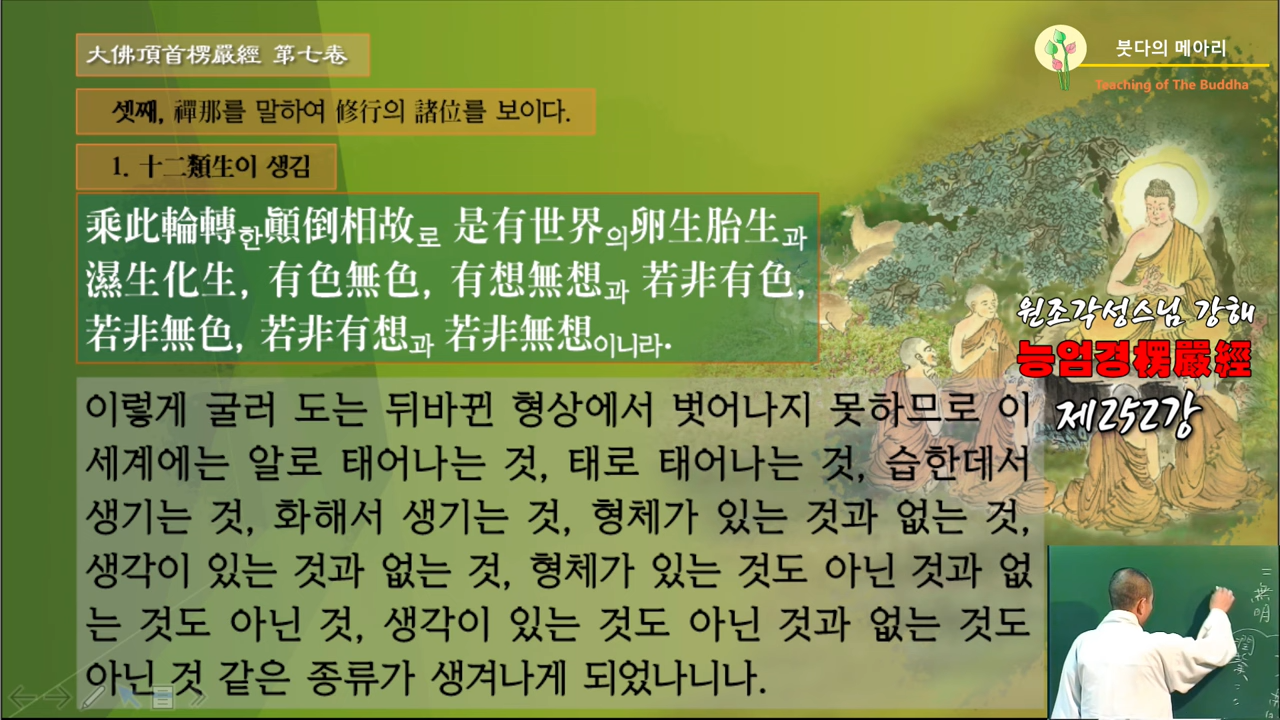 大佛頂首楞嚴經 第七卷
붓다의 메아리
Teaching of The Buddha
셋째, 禪那를 말하여 修行의 諸位를 보이다.
1. 十二類生이 생김
乘此輪轉한顚倒相故로 是有世界의卵生胎生과
濕生化生, 有色無色, 有想無想과 若非有色,
若非無色, 若非有想과 若非無想이니라.
원조각성스님 강해
능엄경楞嚴經
제252강
이렇게 굴러 도는 뒤바뀐 형상에서 벗어나지 못하므로 이
세계에는 알로 태어나는 것, 태로 태어나는 것, 습한데서
생기는 것, 화해서 생기는 것, 형체가 있는 것과 없는 것,
생각이 있는 것과 없는 것, 형체가 있는 것도 아닌 것과 없
는 것도 아닌 것, 생각이 있는 것도 아닌 것과 없는 것도
아닌 것 같은 종류가 생겨나게 되었나니나.
無明